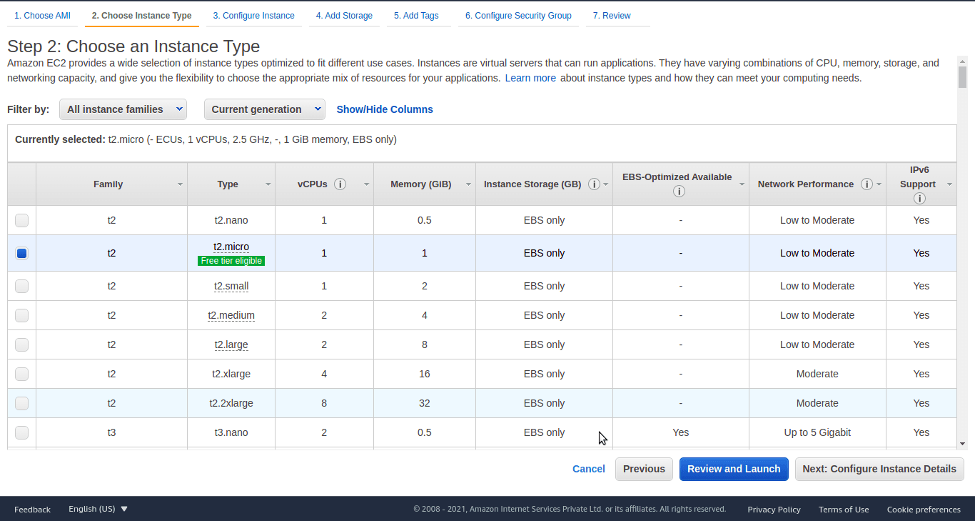 1. Choose AMI 2. Choose Instance Type 3. Configure Instance 4. Add Storage 5. Add Tags 6. Configure Security Group 7. Review
Step 2: Choose an Instance Type
Amazon EC2 provides a wide selection of instance types optimized to fit different use cases. Instances are virtual servers that can run applications. They have varying combinations of CPU, memory, storage, and
networking capacity, and give you the flexibility to choose the appropriate mix of resources for your applications. Learn more about instance types and how they can meet your computing needs.
Filter by: All instance families Current generation Show/Hide Columns
Currently selected: t2.micro (- ECUs, 1 vCPUs, 2.5 GHz, -, 1 GiB memory, EBS only)
Family Type vCPUs i Memory (GiB) Instance Storage (GB) i EBS-Optimized Available i Network Performance i IPv6 Support i
t2 t2.nano 1 0.5 EBS only - Low to Moderate Yes
t2 t2.micro 1 1 EBS only - Low to Moderate Yes
Free tier eligible
t2 t2.small 1 2 EBS only - Low to Moderate Yes
t2 t2.medium 2 4 EBS only - Low to Moderate Yes
t2 t2.large 2 8 EBS only - Low to Moderate Yes
t2 t2.xlarge 4 16 EBS only - Moderate Yes
t2 t2.2xlarge 8 32 EBS only - Moderate Yes
t3 t3.nano 2 0.5 EBS only Yes Up to 5 Gigabit Yes
Cancel Previous Review and Launch Next: Configure Instance Details
Feedback English (US) © 2008 - 2021, Amazon Internet Services Private Ltd. or its affiliates. All rights reserved. Privacy Policy Terms of Use Cookie preferences